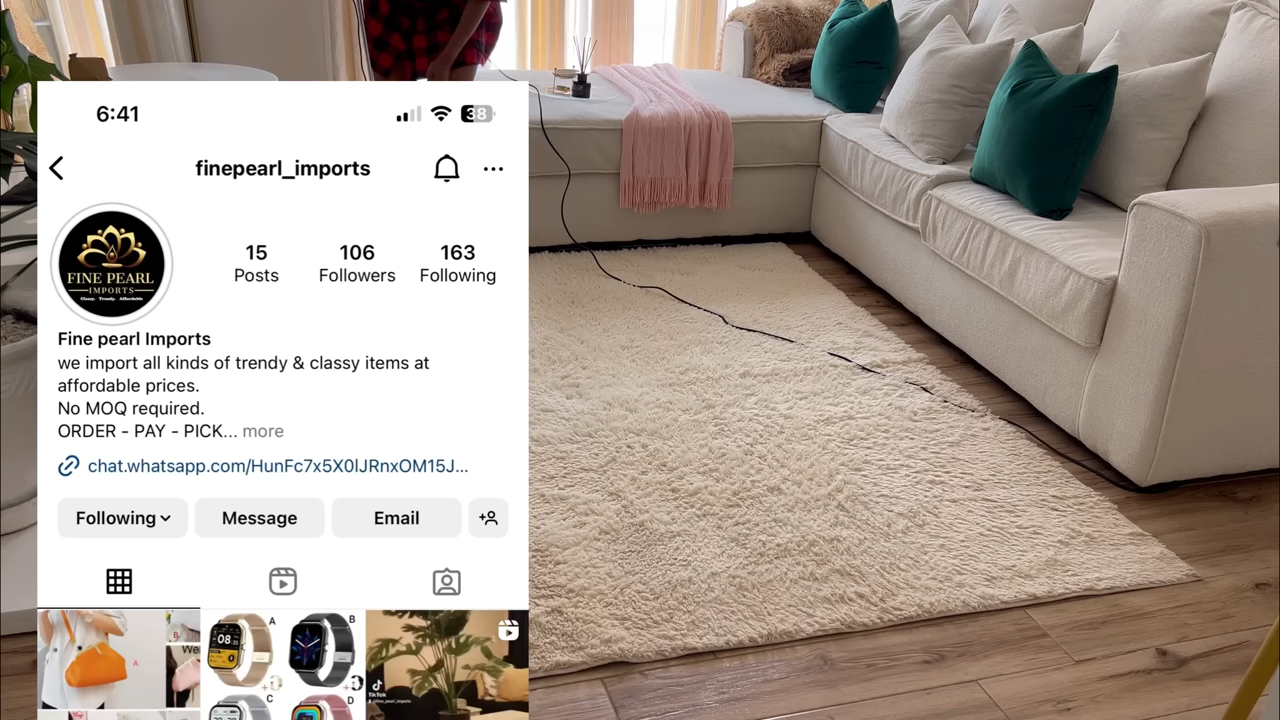 6:41
38
finepearl_imports
FINE PEARL
IMPORTS
Classy. Trendy. Affordable
15
Posts
106
Followers
163
Following
Fine pearl Imports
we import all kinds of trendy & classy items at
affordable prices.
No MOQ required.
ORDER - PAY - PICK... more
chat.whatsapp.com/HunFc7x5X0lJRnxOM15J...
Following
Message
Email
A
B
We
A
B
08
C
D
TikTok